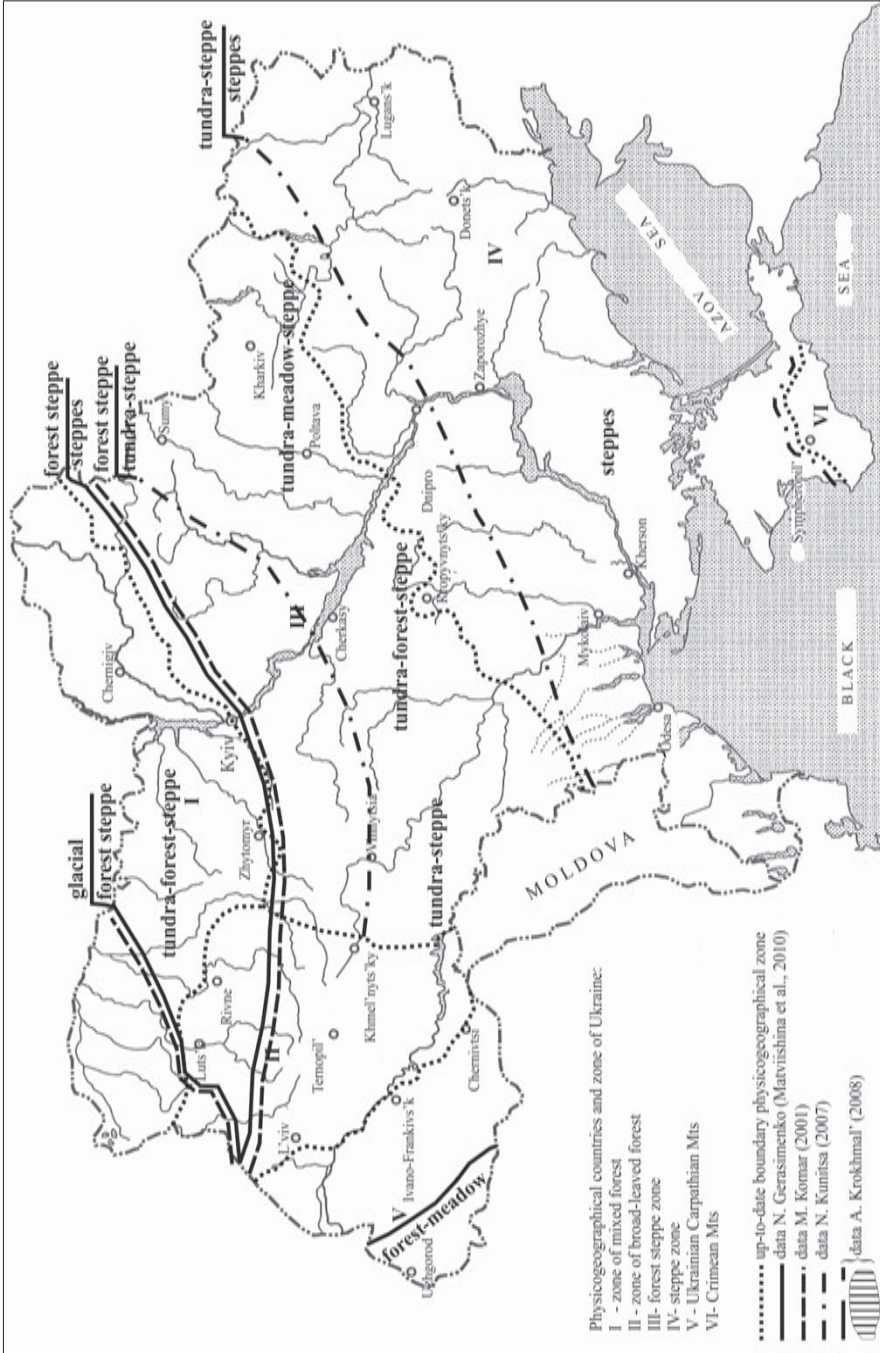 tundra-steppe
steppes
forest steppe
steppes
forest steppe
tundra-steppe
glacial
forest steppe
Chernigiv
Sumy
Kharkiv
Lugans'k
tundra-forest-steppe
I
Kyiv
Zhytomyr
Luts'k
Rivne
II
III
tundra-meadow-steppe
Poltava
Cherkasy
L'viv
Ternopil'
Khmel'nyts'ky
Vinnytsia
tundra-steppe
tundra-forest-steppe
Kropyvnyts'ky
Dnipro
Donets'k
IV
Zaporozhye
steppes
V
Ivano-Frankivs'k
forest-meadow
Uzhgorod
Chernivtsi
MOLDOVA
Mykolaiv
Kherson
Odesa
AZOV SEA
VI
Sympheropil'
BLACK SEA
Physicogeographical countries and zone of Ukraine:
I - zone of mixed forest
II - zone of broad-leaved forest
III- forest steppe zone
IV- steppe zone
V - Ukrainian Carpathian Mts
VI- Crimean Mts
up-to-date boundary physicogeographical zone
data N. Gerasimenko (Matviishina et al., 2010)
data M. Komar (2001)
data N. Kunitsa (2007)
data A. Krokhmal' (2008)